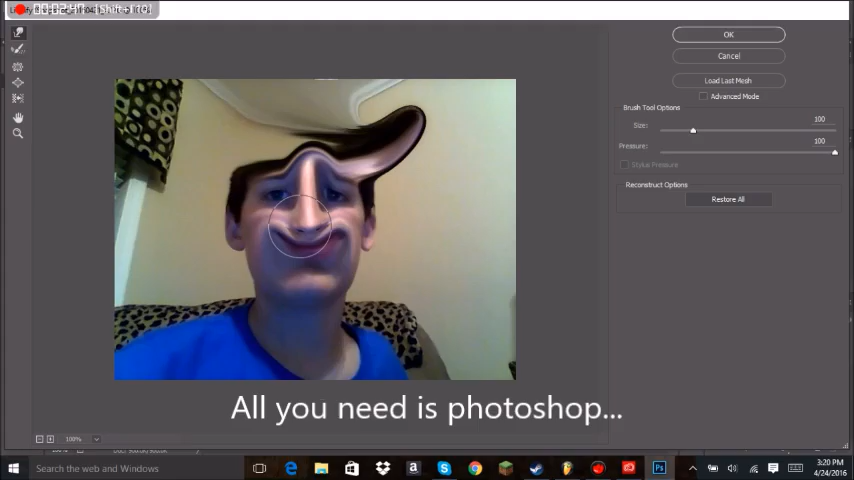 OK
Cancel
Load Last Mesh
Advanced Mode
Brush Tool Options
Size: 100
Pressure: 100
Stylus Pressure
Reconstruct Options
Restore All
All you need is photoshop...
100%
Search the web and Windows
3:20 PM
4/24/2016